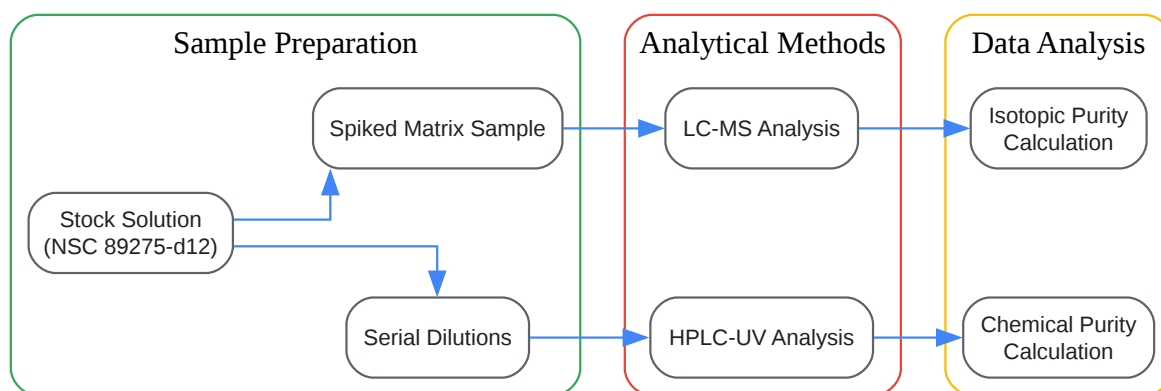 Sample Preparation
Analytical Methods
Data Analysis
Spiked Matrix Sample
LC-MS Analysis
Isotopic Purity
Calculation
Stock Solution
(NSC 89275-d12)
Serial Dilutions
HPLC-UV Analysis
Chemical Purity
Calculation